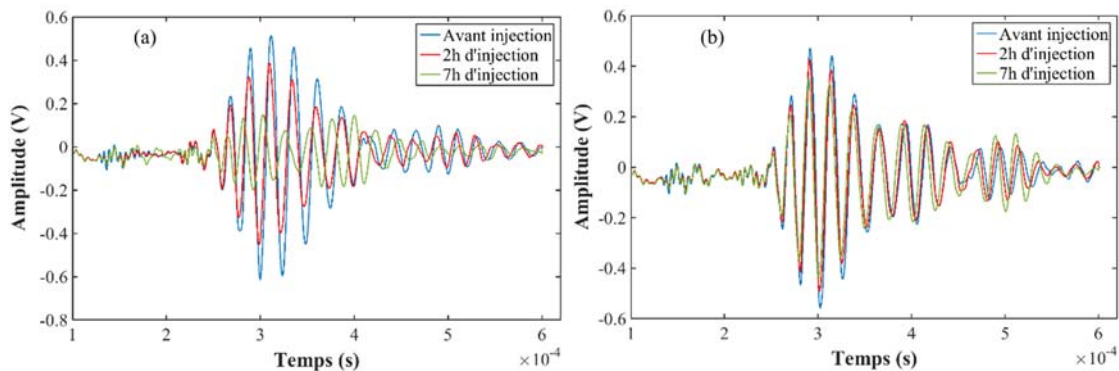 (a)
Avant injection
2h d'injection
7h d'injection
0.6
0.4
0.2
0
-0.2
-0.4
-0.6
-0.8
Amplitude (V)
1
2
3
4
5
6
Temps (s)
×10⁻⁴
(b)
Avant injection
2h d'injection
7h d'injection
0.6
0.4
0.2
0
-0.2
-0.4
-0.6
Amplitude (V)
1
2
3
4
5
6
Temps (s)
×10⁻⁴